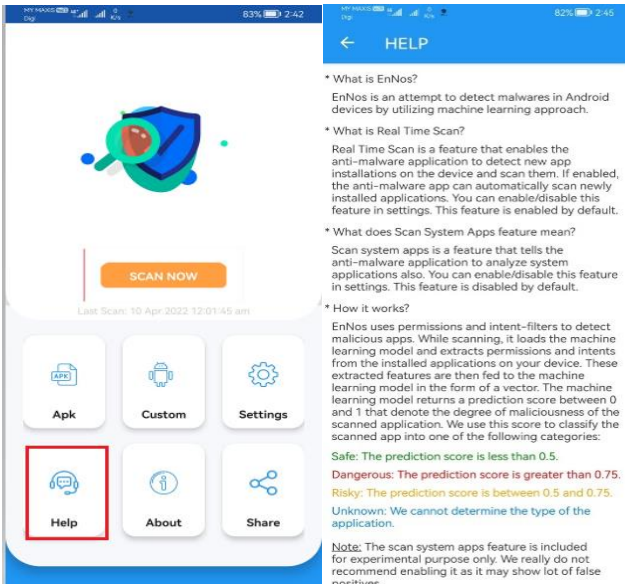 MY MAXIS
Digi
K/s
83% 2:42
SCAN NOW
Last Scan: 10 Apr 2022 12:01:45 am
APK
Apk
Custom
Settings
Help
About
Share
MY MAXIS
Digi
K/s
82% 2:45
HELP
* What is EnNos?
EnNos is an attempt to detect malwares in Android
devices by utilizing machine learning approach.
* What is Real Time Scan?
Real Time Scan is a feature that enables the
anti-malware application to detect new app
installations on the device and scan them. If enabled,
the anti-malware app can automatically scan newly
installed applications. You can enable/disable this
feature in settings. This feature is enabled by default.
* What does Scan System Apps feature mean?
Scan system apps is a feature that tells the
anti-malware application to analyze system
applications also. You can enable/disable this feature
in settings. This feature is disabled by default.
* How it works?
EnNos uses permissions and intent-filters to detect
malicious apps. While scanning, it loads the machine
learning model and extracts permissions and intents
from the installed applications on your device. These
extracted features are then fed to the machine
learning model in the form of a vector. The machine
learning model returns a prediction score between 0
and 1 that denote the degree of maliciousness of the
scanned application. We use this score to classify the
scanned app into one of the following categories:
Safe: The prediction score is less than 0.5.
Dangerous: The prediction score is greater than 0.75.
Risky: The prediction score is between 0.5 and 0.75.
Unknown: We cannot determine the type of the
application.
Note: The scan system apps feature is included
for experimental purpose only. We really do not
recommend enabling it as it may show lot of false
positives